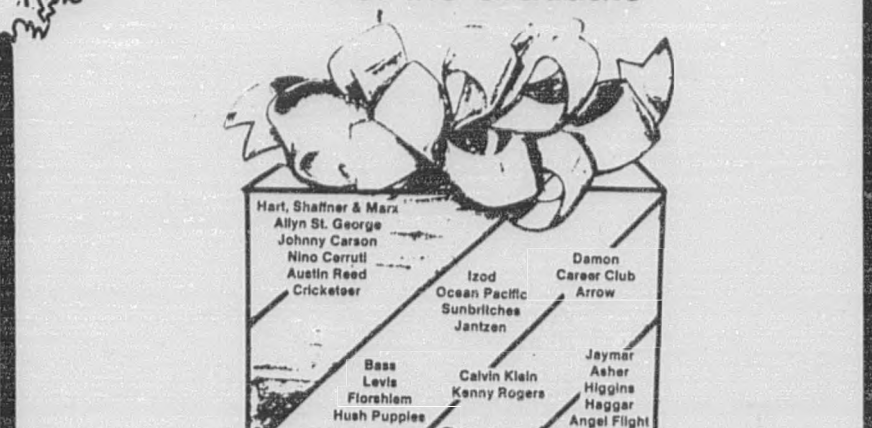 Hart, Shaffner & Marx
Allyn St. George
Johnny Carson
Nino Cerruti
Austin Reed
Cricketeer
Izod
Ocean Pacific
Sunbritches
Jantzen
Damon
Career Club
Arrow
Bass
Levis
Florshiem
Hush Puppies
Calvin Klein
Kenny Rogers
Jaymar
Asher
Higgins
Haggar
Angel Flight